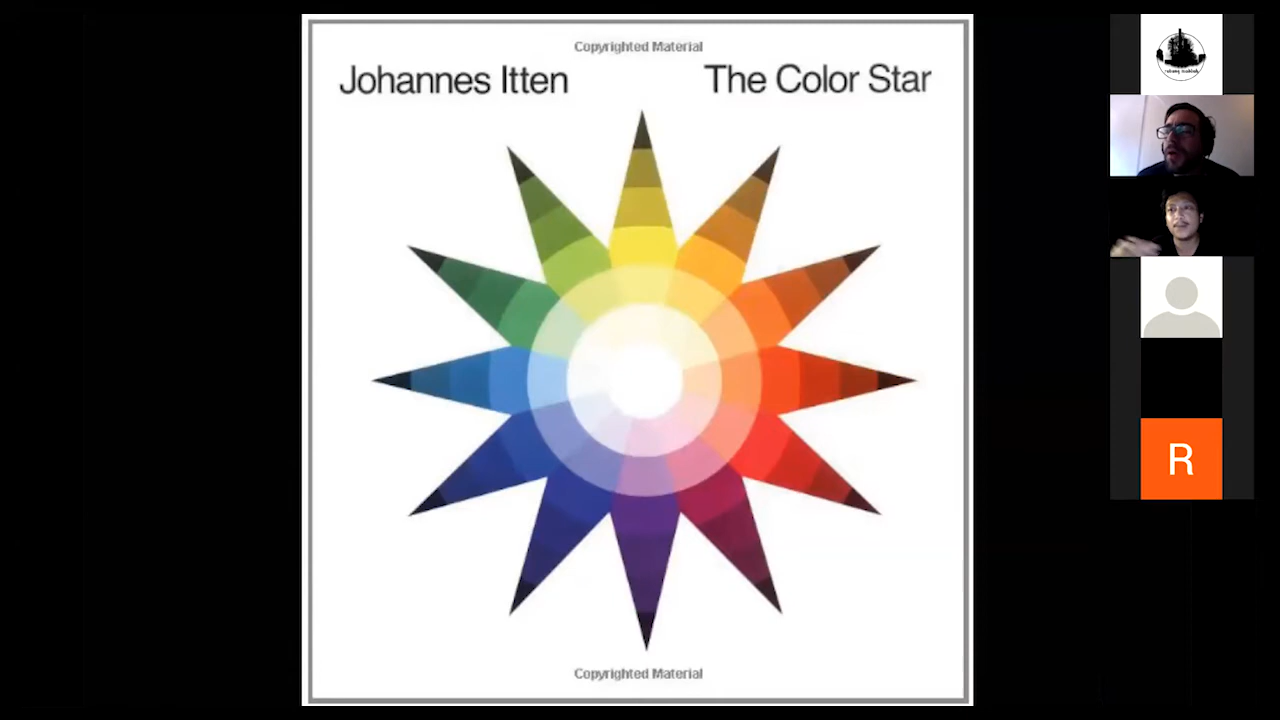 Copyrighted Material
Johannes Itten
The Color Star
Copyrighted Material
R